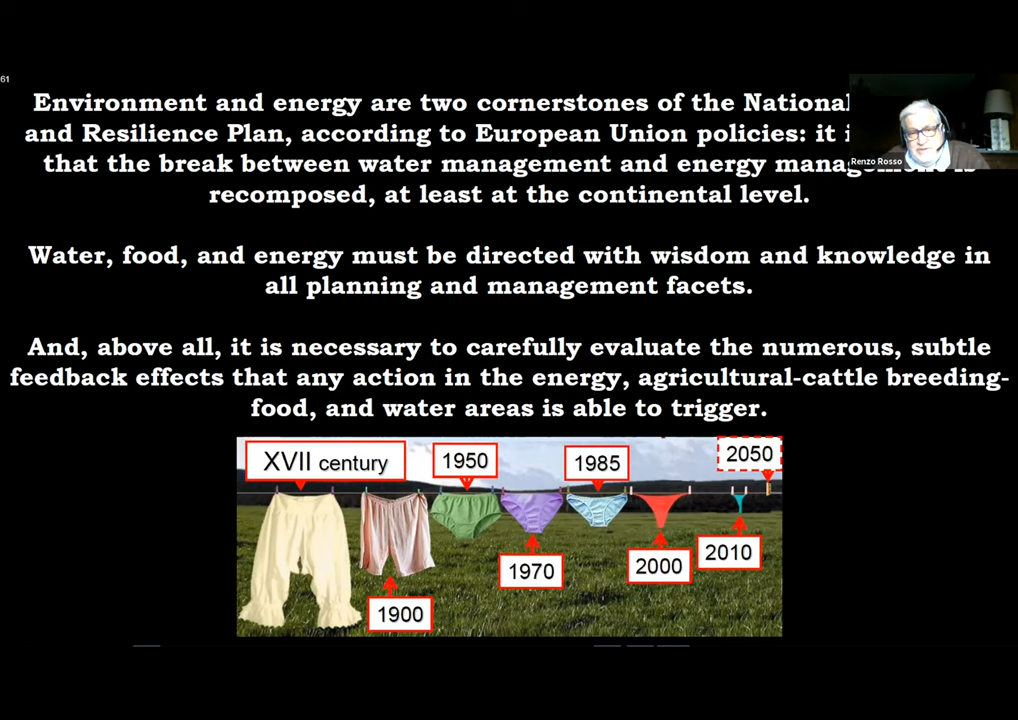 61
Environment and energy are two cornerstones of the National
and Resilience Plan, according to European Union policies: it
that the break between water management and energy management is
recomposed, at least at the continental level.
Water, food, and energy must be directed with wisdom and knowledge in
all planning and management facets.
And, above all, it is necessary to carefully evaluate the numerous, subtle
feedback effects that any action in the energy, agricultural-cattle breeding-
food, and water areas is able to trigger.
Renzo Rosso
XVII century
1950
1985
2050
1970
2000
2010
1900